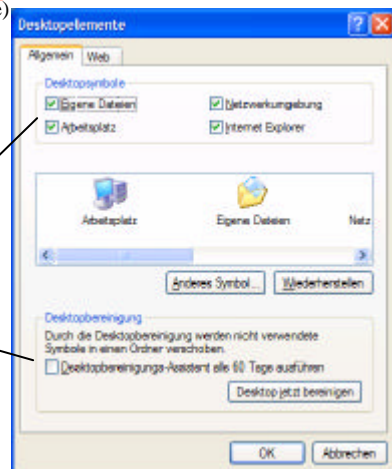 e)
Desktopelemente
Allgemein Web
Desktopsymbole
Eigene Dateien Netzwerkumgebung
Arbeitsplatz Internet Explorer
Arbeitsplatz Eigene Dateien Netz
Anderes Symbol... Wiederherstellen
Desktopbereinigung
Durch die Desktopbereinigung werden nicht verwendete
Symbole in einen Ordner verschoben.
Desktopbereinigungs-Assistent alle 60 Tage ausführen
Desktop jetzt bereinigen
OK Abbrechen